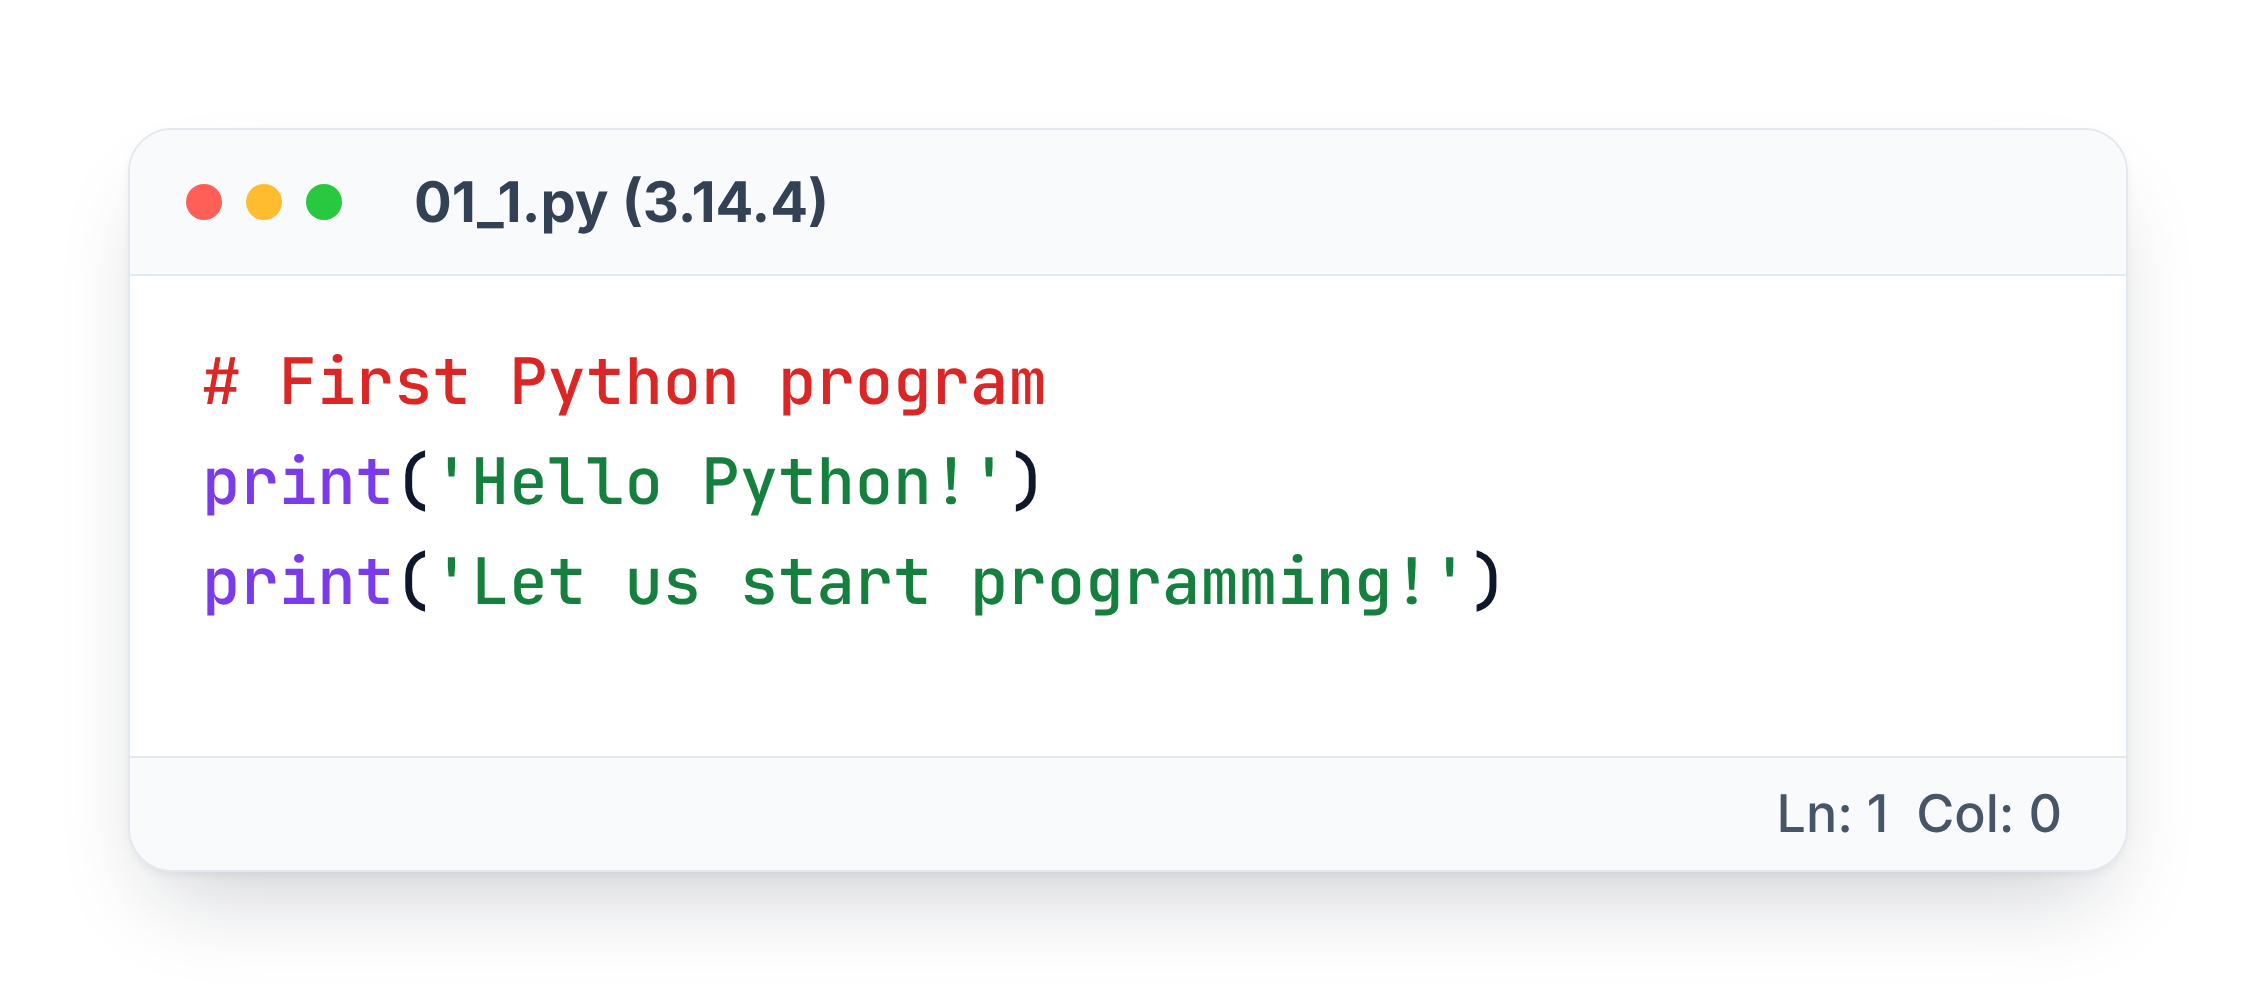 01_1.py (3.14.4)
# First Python program
print('Hello Python!')
print('Let us start programming!')
Ln: 1  Col: 0